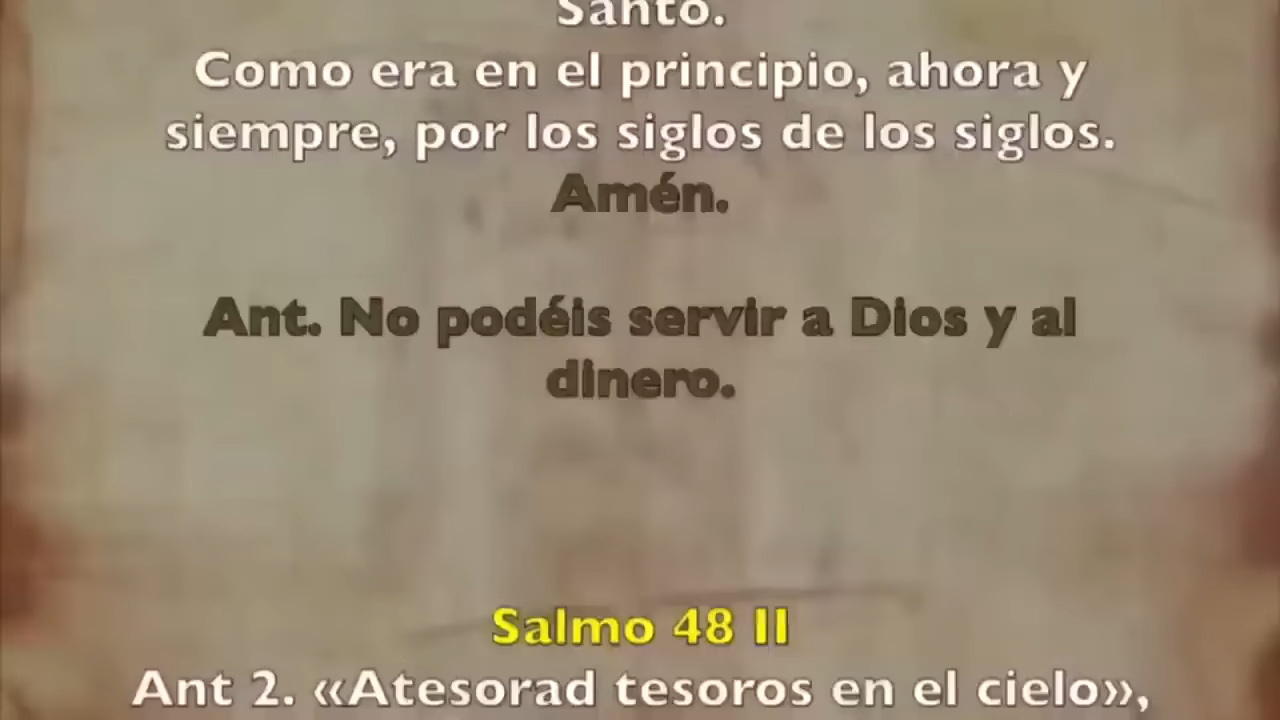 Santo.
Como era en el principio, ahora y
siempre, por los siglos de los siglos.
Amén.
Ant. No podéis servir a Dios y al
dinero.
Salmo 48 II
Ant 2. «Atesorad tesoros en el cielo»,